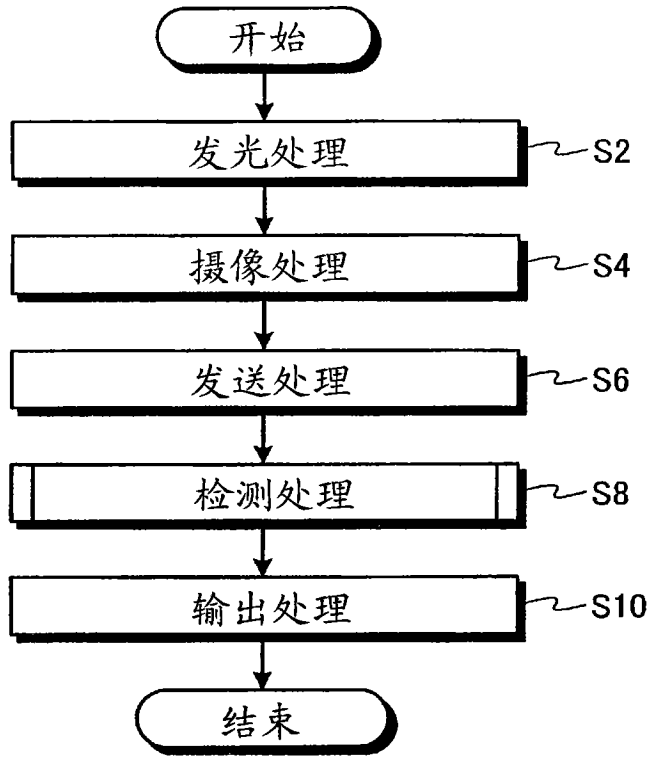 开始
发光处理 S2
摄像处理 S4
发送处理 S6
检测处理 S8
输出处理 S10
结束